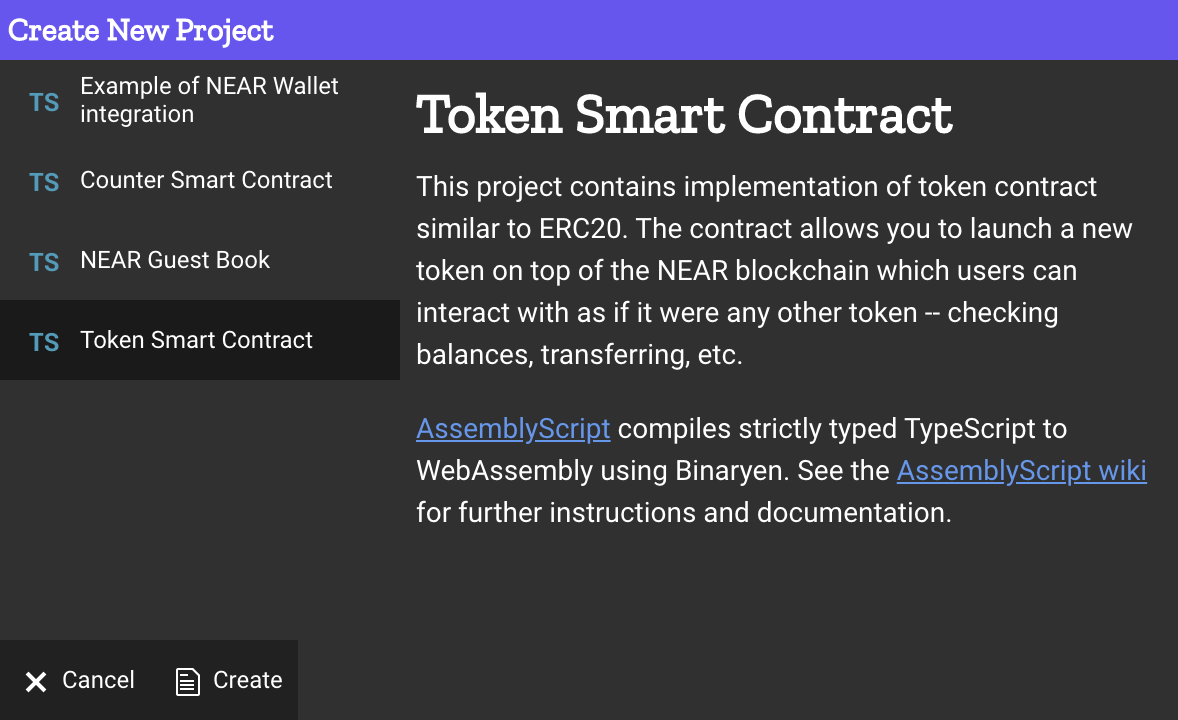 Create New Project
TS Example of NEAR Wallet
integration
TS Counter Smart Contract
TS NEAR Guest Book
TS Token Smart Contract
Token Smart Contract
This project contains implementation of token contract
similar to ERC20. The contract allows you to launch a new
token on top of the NEAR blockchain which users can
interact with as if it were any other token -- checking
balances, transferring, etc.
AssemblyScript compiles strictly typed TypeScript to
WebAssembly using Binaryen. See the AssemblyScript wiki
for further instructions and documentation.
Cancel Create